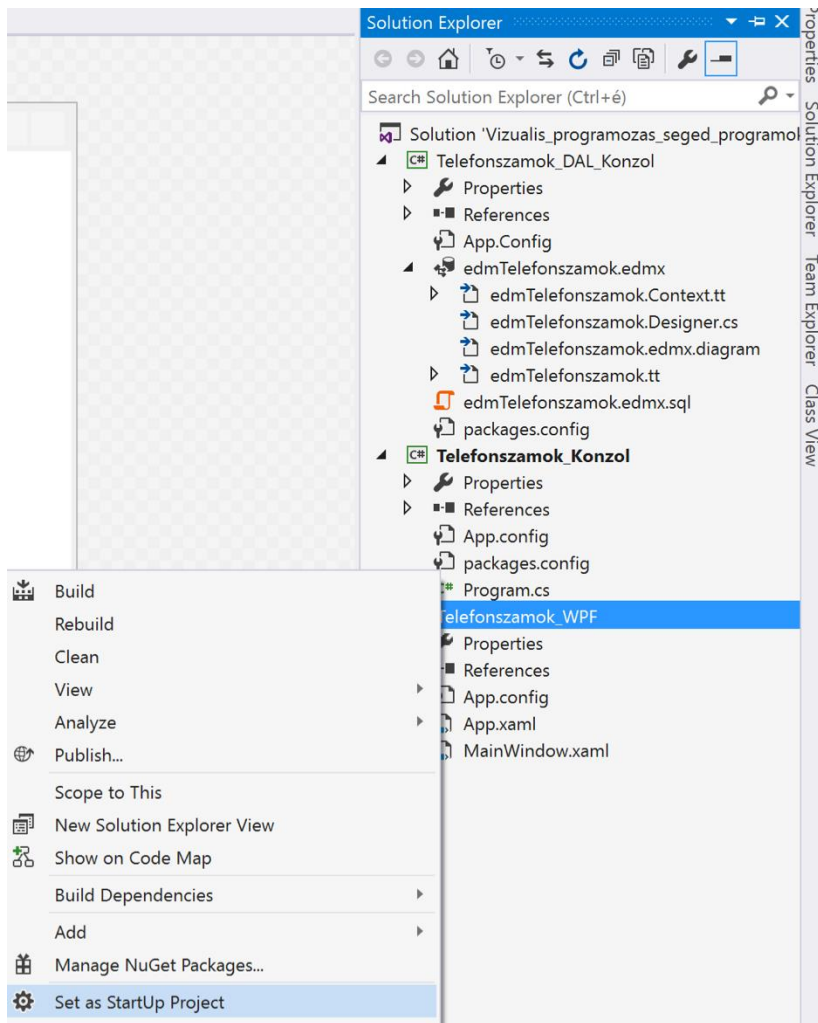 Solution Explorer
Search Solution Explorer (Ctrl+é)
Solution 'Vizualis_programozas_seged_programok
C# Telefonszamok_DAL_Konzol
Properties
References
App.Config
edmTelefonszamok.edmx
edmTelefonszamok.Context.tt
edmTelefonszamok.Designer.cs
edmTelefonszamok.edmx.diagram
edmTelefonszamok.tt
edmTelefonszamok.edmx.sql
packages.config
C# Telefonszamok_Konzol
Properties
References
App.config
packages.config
Program.cs
Telefonszamok_WPF
Properties
References
App.config
App.xaml
MainWindow.xaml
Build
Rebuild
Clean
View
Analyze
Publish...
Scope to This
New Solution Explorer View
Show on Code Map
Build Dependencies
Add
Manage NuGet Packages...
Set as StartUp Project
Properties
Solution Explorer
Team Explorer
Class View